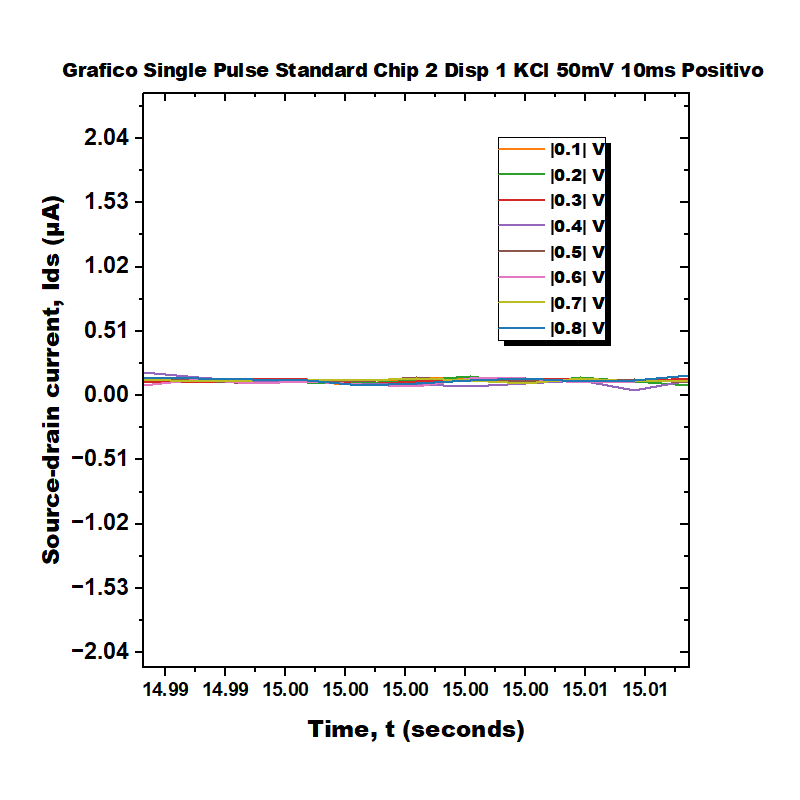 Grafico Single Pulse Standard Chip 2 Disp 1 KCl 50mV 10ms Positivo
2.04
1.53
1.02
0.51
0.00
−0.51
−1.02
−1.53
−2.04
Source-drain current, Ids (µA)
|0.1| V
|0.2| V
|0.3| V
|0.4| V
|0.5| V
|0.6| V
|0.7| V
|0.8| V
14.99 14.99 15.00 15.00 15.00 15.00 15.00 15.01 15.01
Time, t (seconds)